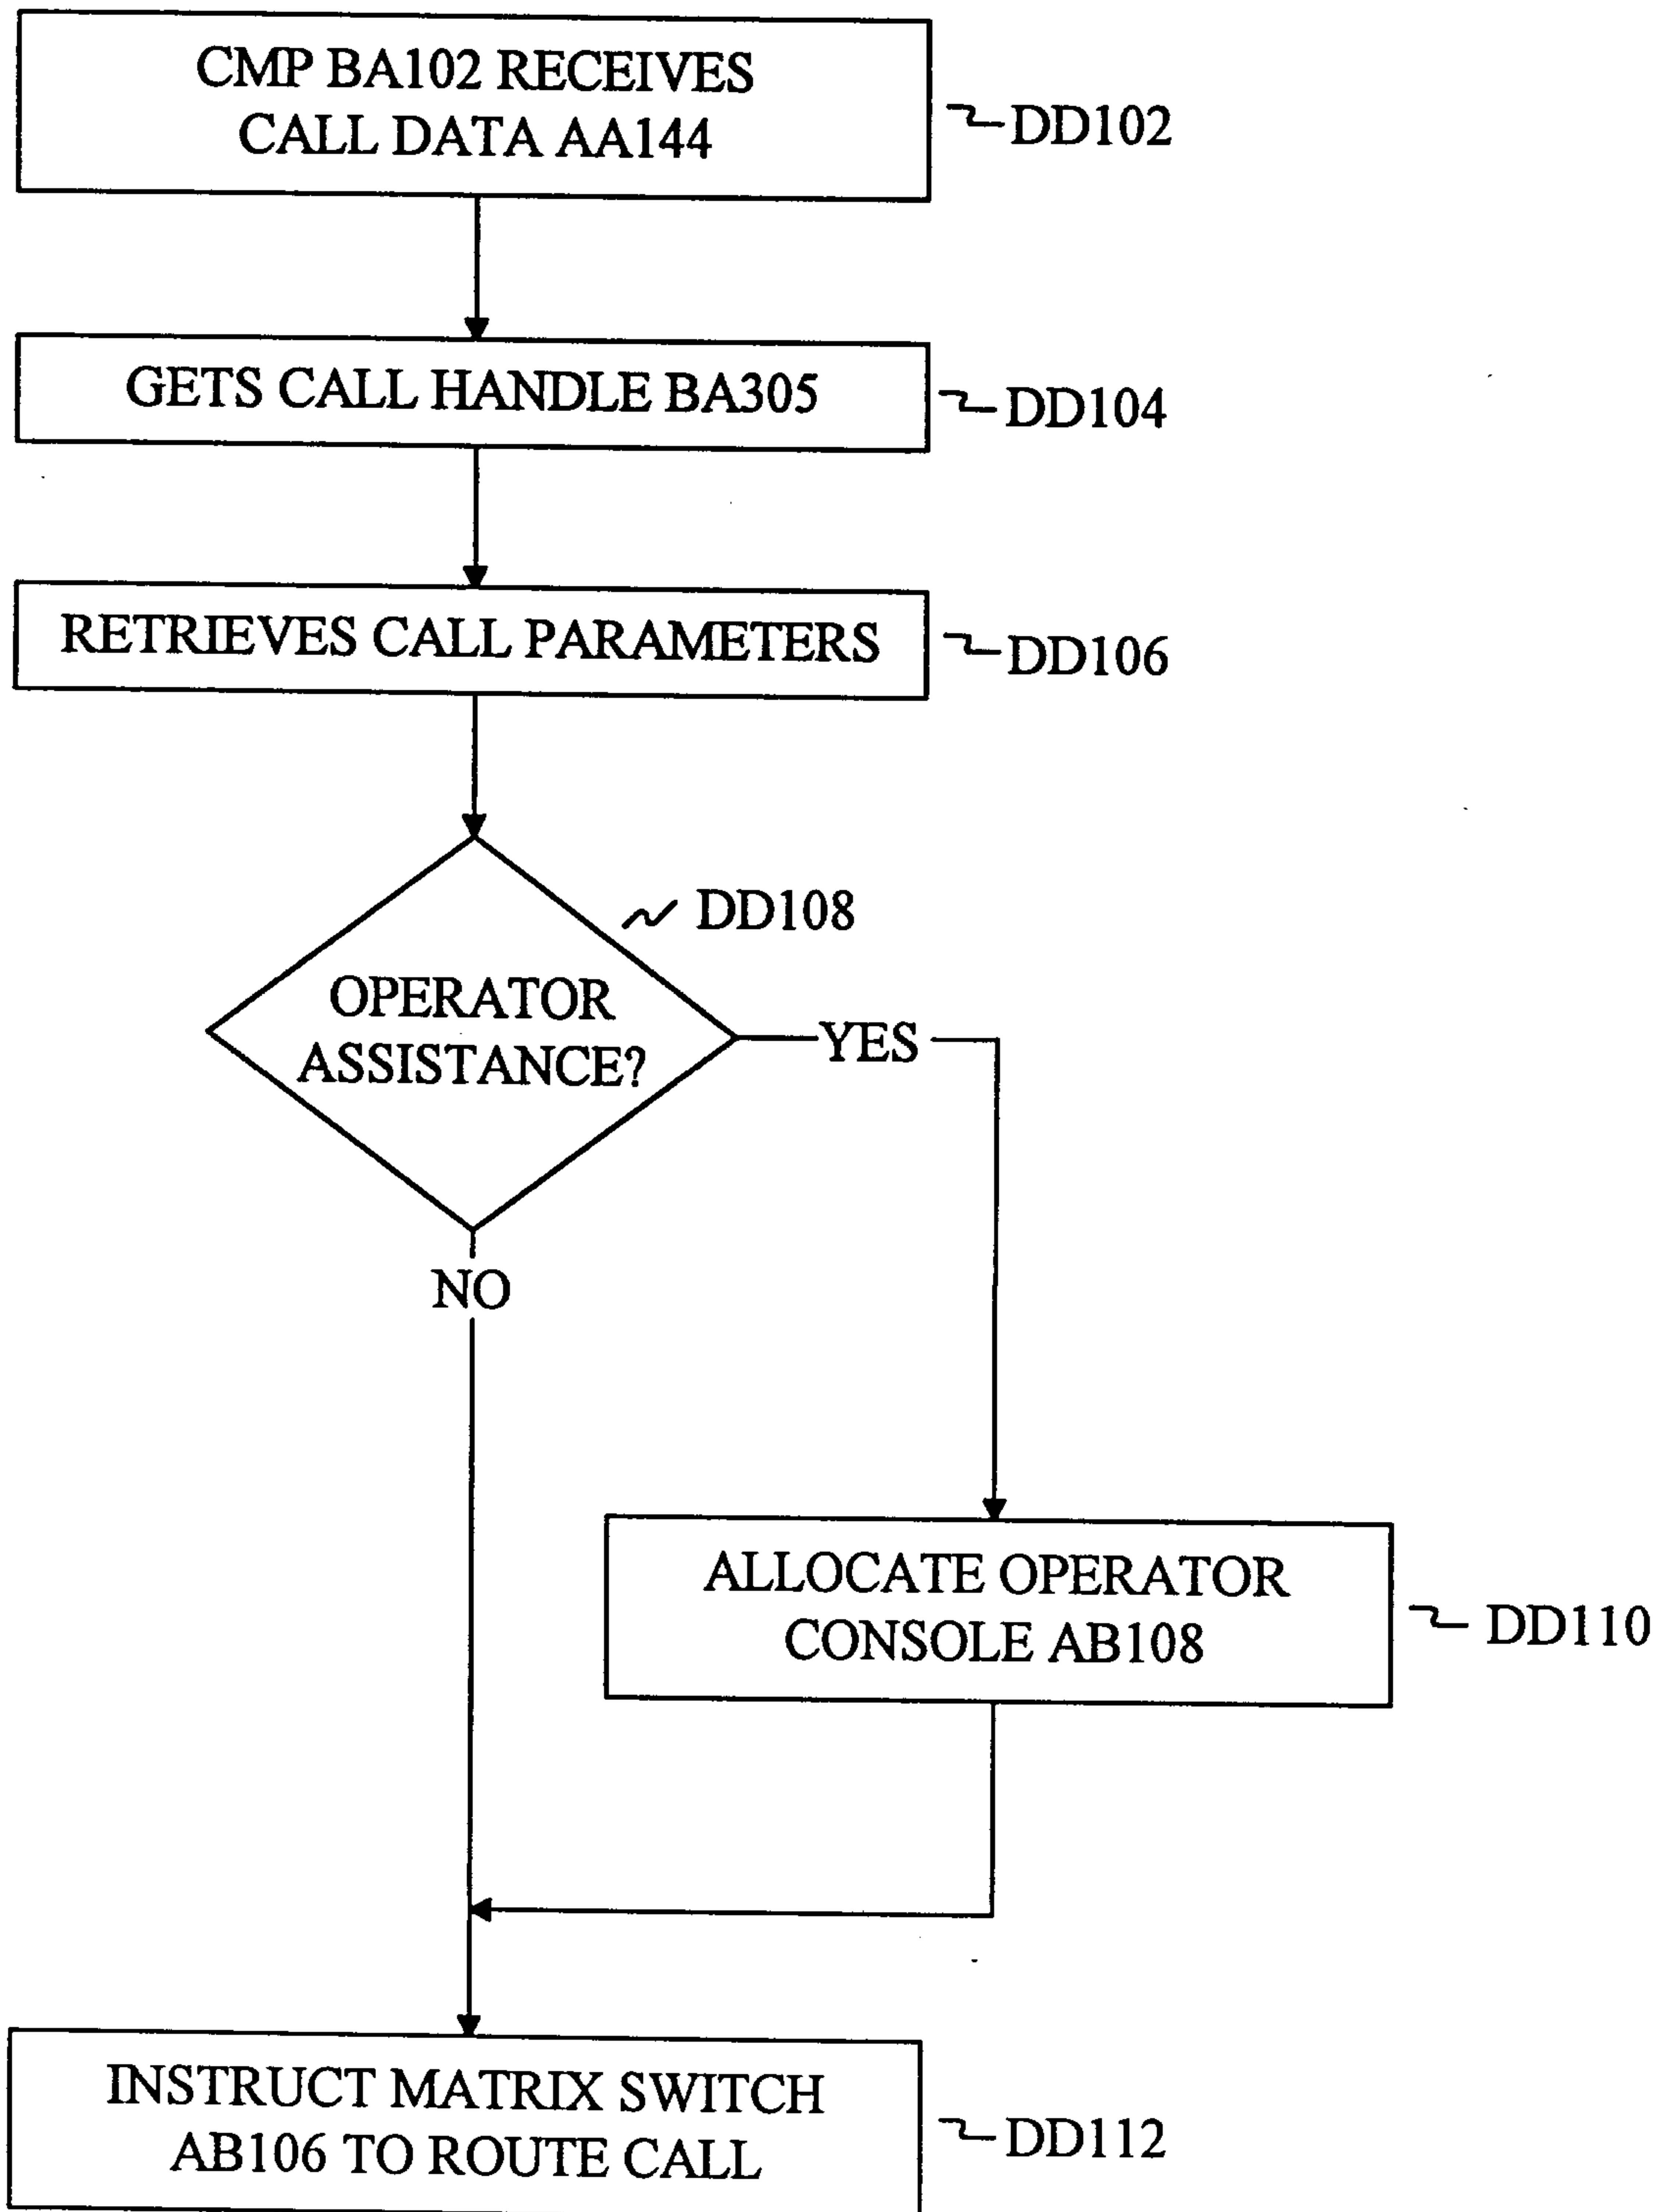 CMP BA102 RECEIVES
CALL DATA AA144
DD102
GETS CALL HANDLE BA305
DD104
RETRIEVES CALL PARAMETERS
DD106
DD108
OPERATOR
ASSISTANCE?
YES
NO
ALLOCATE OPERATOR
CONSOLE AB108
DD110
INSTRUCT MATRIX SWITCH
AB106 TO ROUTE CALL
DD112